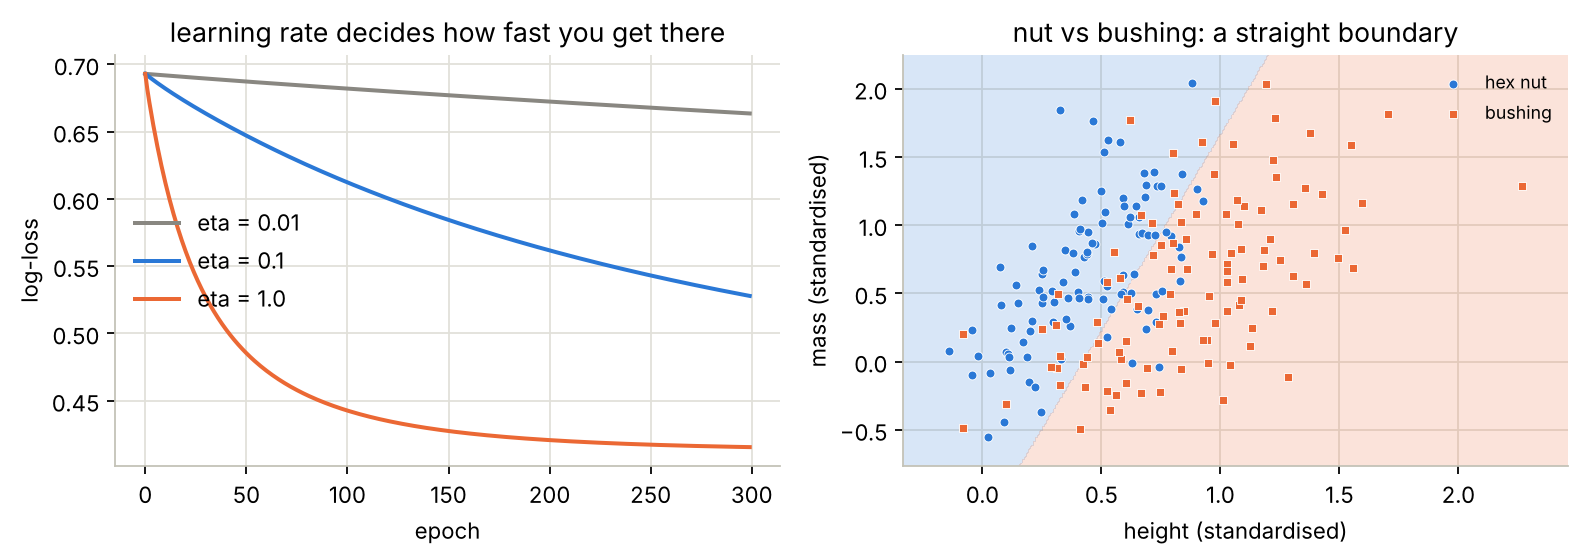 learning rate decides how fast you get there
0.70
0.65
0.60
0.55
0.50
0.45
log-loss
eta = 0.01
eta = 0.1
eta = 1.0
0
50
100
150
200
250
300
epoch
nut vs bushing: a straight boundary
2.0
1.5
1.0
0.5
0.0
−0.5
mass (standardised)
hex nut
bushing
0.0
0.5
1.0
1.5
2.0
height (standardised)